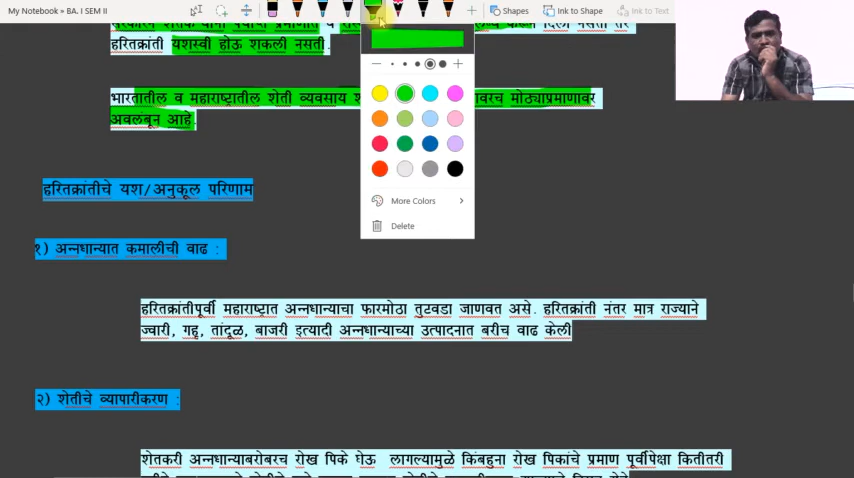 My Notebook » BA. I SEM II
Shapes
Ink to Shape
Ink to Text
हरितक्रांती यशस्वी होऊ शकली नसती.
भारतातील व महाराष्ट्रातील शेती व्यवसाय
वरच मोठ्याप्रमाणावर
अवलंबून आहे.
More Colors
Delete
हरितक्रांतीचे यश/अनुकूल परिणाम
१) अन्नधान्यात कमालीची वाढ :
हरितक्रांतीपूर्वी महाराष्ट्रात अन्नधान्याचा फारमोठा तुटवडा जाणवत असे. हरितक्रांती नंतर मात्र राज्याने
ज्वारी, गहू, तांदूळ, बाजरी इत्यादी अन्नधान्याच्या उत्पादनात बरीच वाढ केली
२) शेतीचे व्यापारीकरण :
शेतकरी अन्नधान्याबरोबरच रोख पिके घेऊ लागल्यामुळे किंबहुना रोख पिकांचे प्रमाण पूर्वीपेक्षा कितीतरी